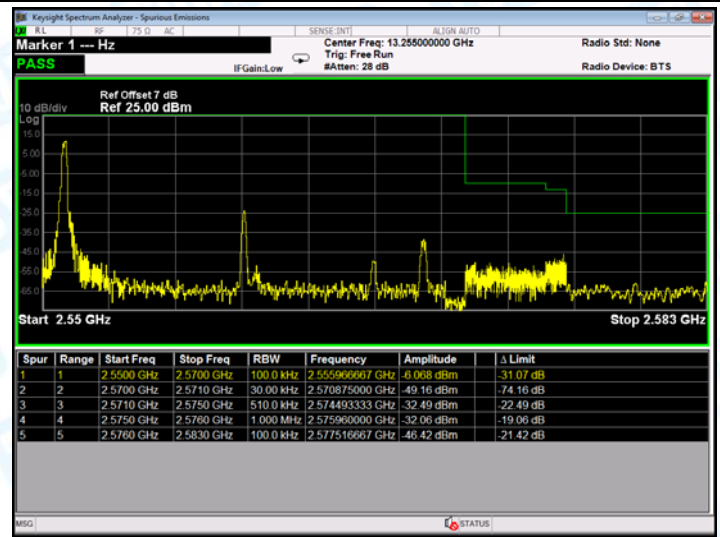 Keysight Spectrum Analyzer - Spurious Emissions
RL RF 75 Ω AC SENSE:INT ALIGN AUTO
Marker 1 --- Hz Center Freq: 13.255000000 GHz Radio Std: None
Trig: Free Run
PASS IFGain:Low #Atten: 28 dB Radio Device: BTS
Ref Offset 7 dB
10 dB/div Ref 25.00 dBm
Log
15.0
5.00
-5.00
-15.0
-25.0
-35.0
-45.0
-55.0
-65.0
Start 2.55 GHz Stop 2.583 GHz
Spur Range Start Freq Stop Freq RBW Frequency Amplitude Δ Limit
1 1 2.5500 GHz 2.5700 GHz 100.0 kHz 2.555966667 GHz -6.068 dBm -31.07 dB
2 2 2.5700 GHz 2.5710 GHz 30.00 kHz 2.570875000 GHz -49.16 dBm -74.16 dB
3 3 2.5710 GHz 2.5750 GHz 510.0 kHz 2.574493333 GHz -32.49 dBm -22.49 dB
4 4 2.5750 GHz 2.5760 GHz 1.000 MHz 2.575960000 GHz -32.06 dBm -19.06 dB
5 5 2.5760 GHz 2.5830 GHz 100.0 kHz 2.577516667 GHz -46.42 dBm -21.42 dB
MSG STATUS